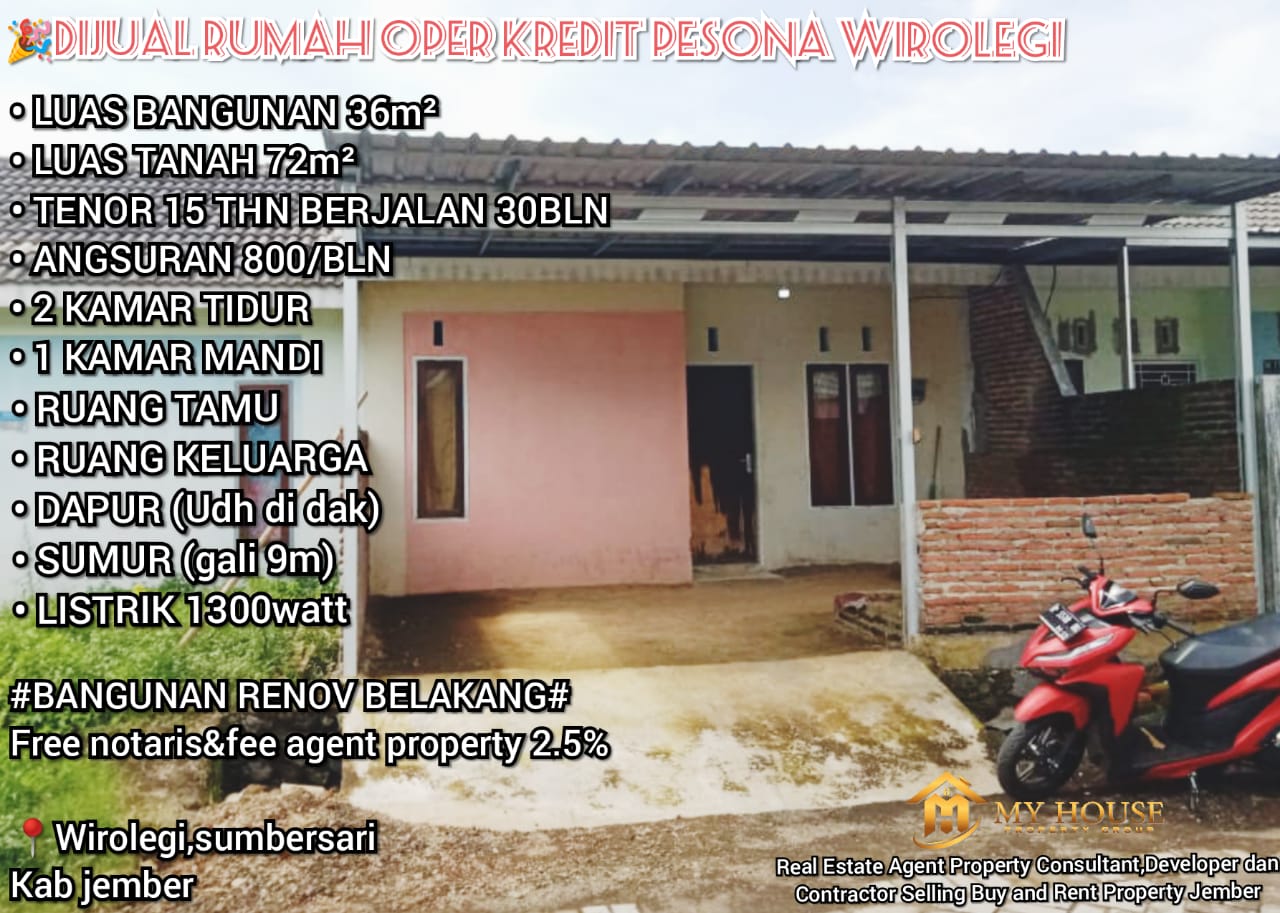 🎉DIJUAL RUMAH OPER KREDIT PESONA WIROLEGI
• LUAS BANGUNAN 36m²
• LUAS TANAH 72m²
• TENOR 15 THN BERJALAN 30BLN
• ANGSURAN 800/BLN
• 2 KAMAR TIDUR
• 1 KAMAR MANDI
• RUANG TAMU
• RUANG KELUARGA
• DAPUR (Udh di dak)
• SUMUR (gali 9m)
• LISTRIK 1300watt
#BANGUNAN RENOV BELAKANG#
Free notaris&fee agent property 2.5%
📍Wirolegi,sumbersari
Kab jember
MY HOUSE
PROPERTY GROUP
Real Estate Agent Property Consultant,Developer dan
Contractor Selling Buy and Rent Property Jember